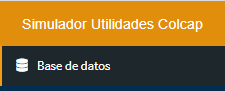 Simulador Utilidades Colcap
Base de datos